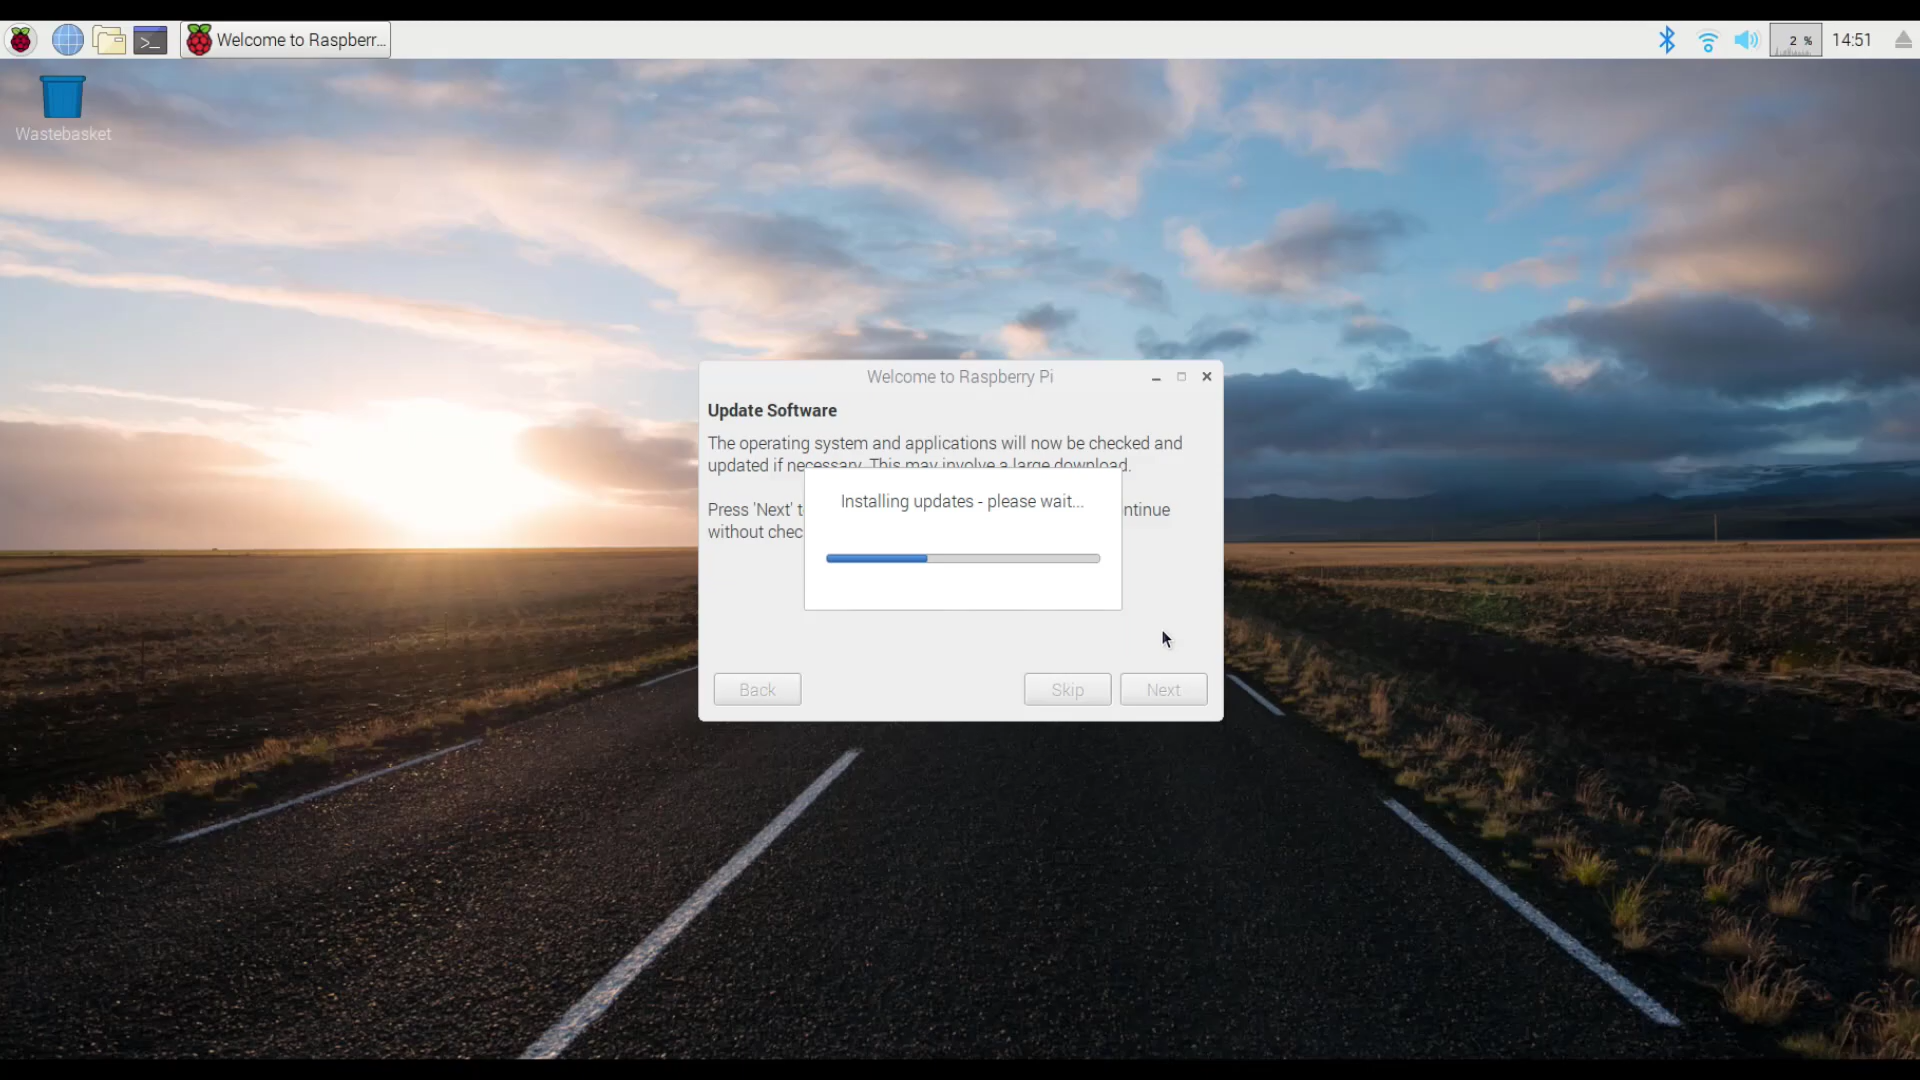 Welcome to Raspberr...
2 %
14:51
Wastebasket
Welcome to Raspberry Pi
Update Software
The operating system and applications will now be checked and
updated if necessary. This may involve a large download.
Installing updates - please wait...
Press 'Next' t
ntinue
without chec
Back
Skip
Next